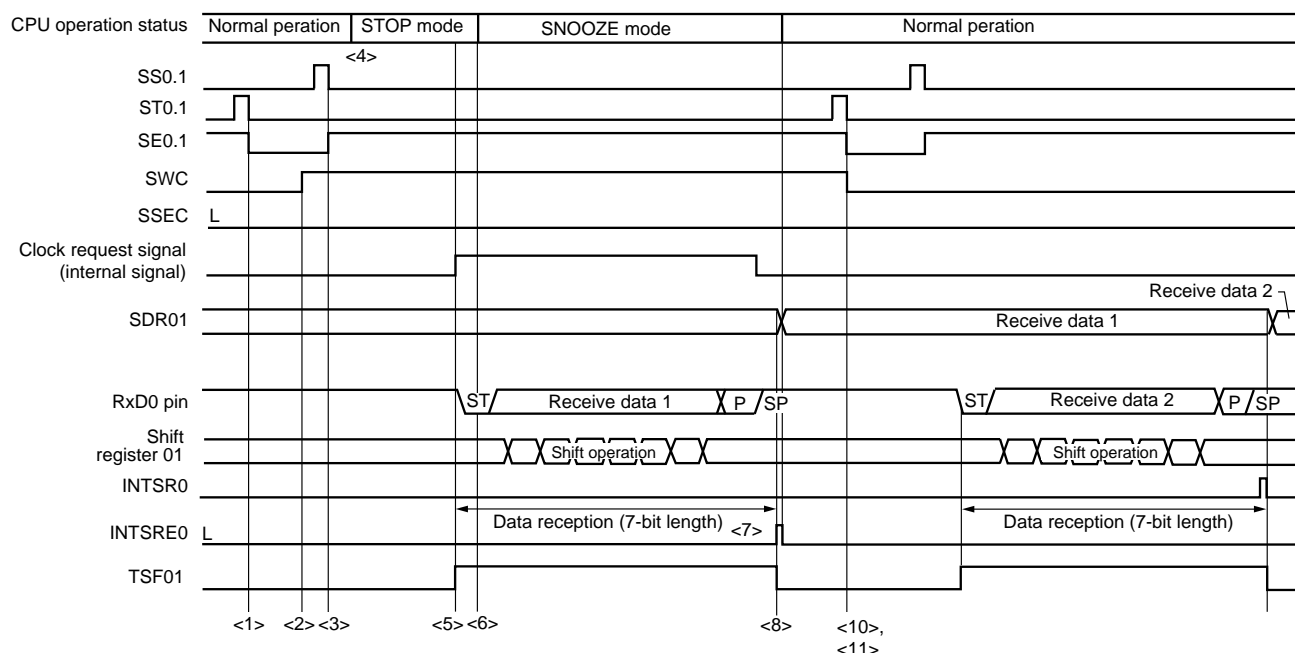 CPU operation status Normal peration STOP mode SNOOZE mode Normal peration
<4>
SS0.1
ST0.1
SE0.1
SWC
SSEC L
Clock request signal
(internal signal)
Receive data 2
SDR01 Receive data 1
RxD0 pin ST Receive data 1 P SP ST Receive data 2 P SP
Shift
register 01 Shift operation Shift operation
INTSR0
Data reception (7-bit length) Data reception (7-bit length)
INTSRE0 L <7>
TSF01
<1> <2> <3> <5> <6> <8> <10>,
<11>